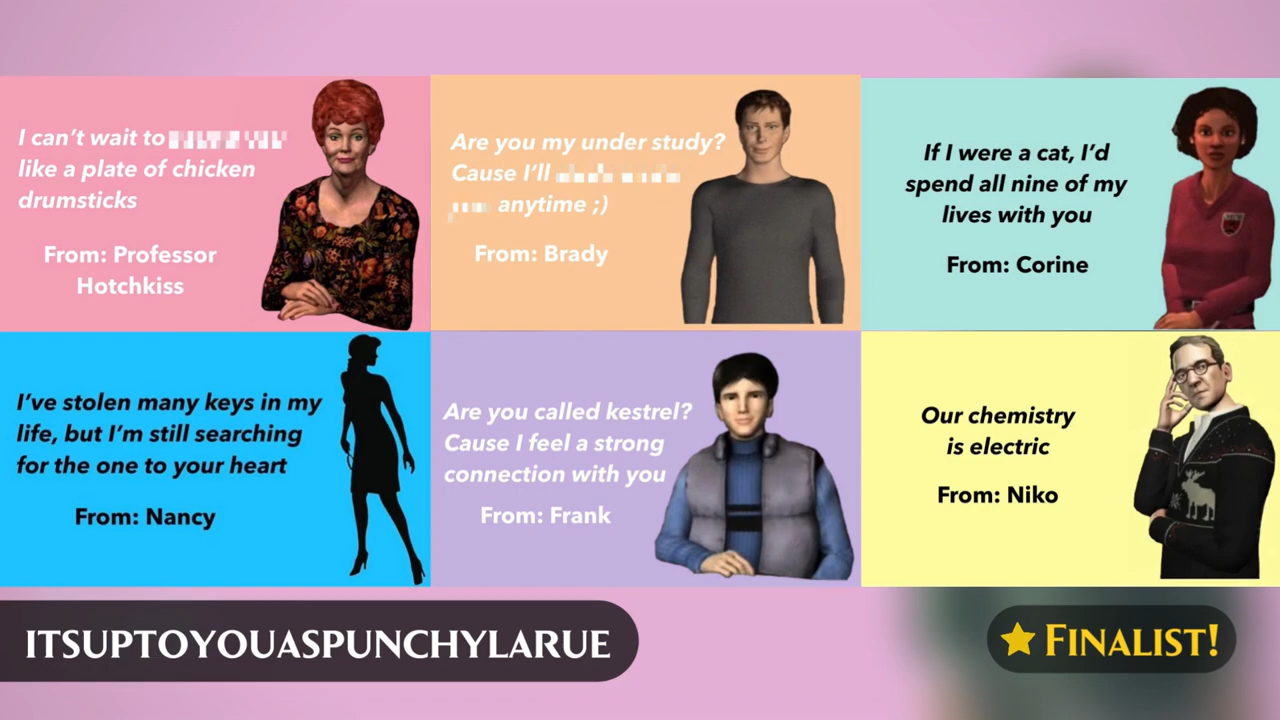 I can't wait to
like a plate of chicken
drumsticks
From: Professor
Hotchkiss
Are you my under study?
Cause I'll
anytime ;)
From: Brady
If I were a cat, I'd
spend all nine of my
lives with you
From: Corine
I've stolen many keys in my
life, but I'm still searching
for the one to your heart
From: Nancy
Are you called kestrel?
Cause I feel a strong
connection with you
From: Frank
Our chemistry
is electric
From: Niko
ITSUPTOYOUASPUNCHYLARUE
FINALIST!